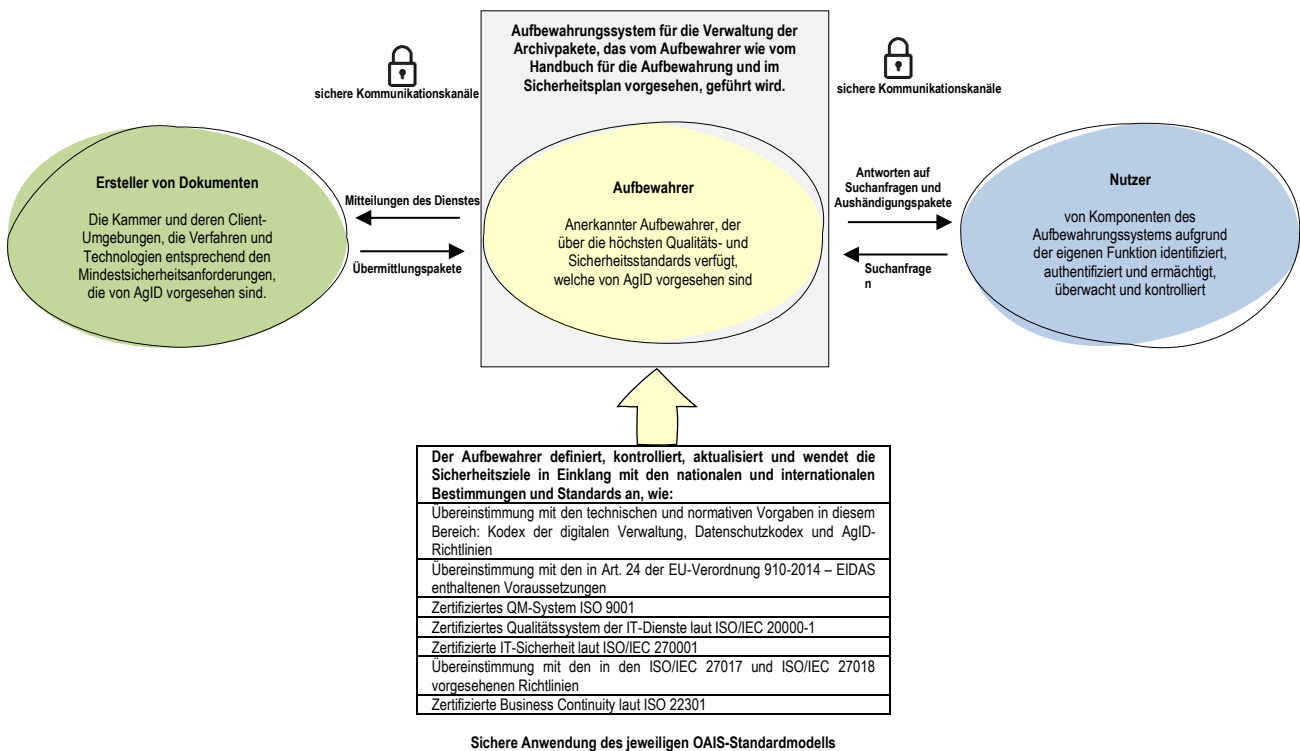 Aufbewahrungssystem für die Verwaltung der
Archivpakete, das vom Aufbewahrer wie vom
Handbuch für die Aufbewahrung und im
Sicherheitsplan vorgesehen, geführt wird.
sichere Kommunikationskanäle
sichere Kommunikationskanäle
Ersteller von Dokumenten
Die Kammer und deren Client-
Umgebungen, die Verfahren und
Technologien entsprechend den
Mindestsicherheitsanforderungen,
die von AgID vorgesehen sind.
Mitteilungen des Dienstes
Übermittlungspakete
Aufbewahrer
Anerkannter Aufbewahrer, der
über die höchsten Qualitäts- und
Sicherheitsstandards verfügt,
welche von AgID vorgesehen sind
Antworten auf
Suchanfragen und
Aushändigungspakete
Suchanfrage
n
Nutzer
von Komponenten des
Aufbewahrungssystems aufgrund
der eigenen Funktion identifiziert,
authentifiziert und ermächtigt,
überwacht und kontrolliert
Der Aufbewahrer definiert, kontrolliert, aktualisiert und wendet die
Sicherheitsziele in Einklang mit den nationalen und internationalen
Bestimmungen und Standards an, wie:
Übereinstimmung mit den technischen und normativen Vorgaben in diesem
Bereich: Kodex der digitalen Verwaltung, Datenschutzkodex und AgID-
Richtlinien
Übereinstimmung mit den in Art. 24 der EU-Verordnung 910-2014 – EIDAS
enthaltenen Voraussetzungen
Zertifiziertes QM-System ISO 9001
Zertifiziertes Qualitätssystem der IT-Dienste laut ISO/IEC 20000-1
Zertifizierte IT-Sicherheit laut ISO/IEC 270001
Übereinstimmung mit den in den ISO/IEC 27017 und ISO/IEC 27018
vorgesehenen Richtlinien
Zertifizierte Business Continuity laut ISO 22301
Sichere Anwendung des jeweiligen OAIS-Standardmodells